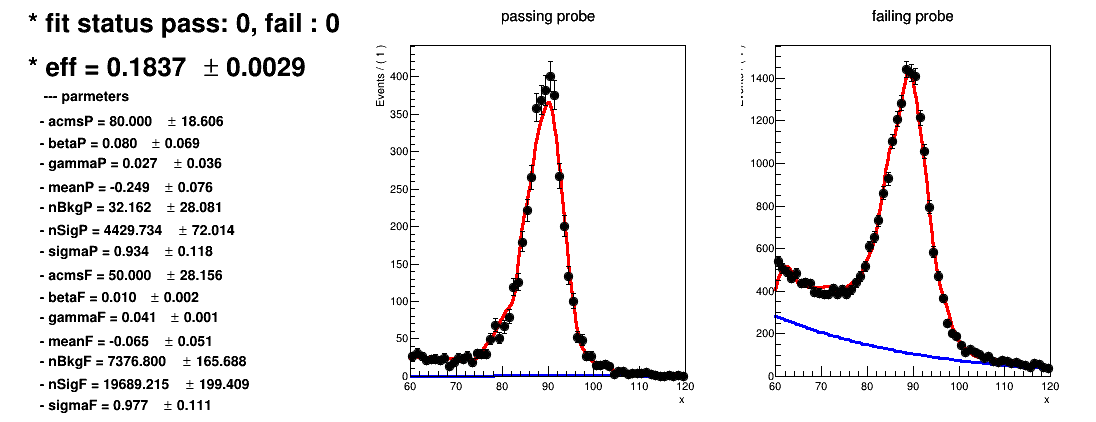 * fit status pass: 0, fail : 0
* eff = 0.1837 ± 0.0029
--- parmeters
- acmsP = 80.000 ± 18.606
- betaP = 0.080 ± 0.069
- gammaP = 0.027 ± 0.036
- meanP = -0.249 ± 0.076
- nBkgP = 32.162 ± 28.081
- nSigP = 4429.734 ± 72.014
- sigmaP = 0.934 ± 0.118
- acmsF = 50.000 ± 28.156
- betaF = 0.010 ± 0.002
- gammaF = 0.041 ± 0.001
- meanF = -0.065 ± 0.051
- nBkgF = 7376.800 ± 165.688
- nSigF = 19689.215 ± 199.409
- sigmaF = 0.977 ± 0.111
passing probe
Events / ( 1 )
400
350
300
250
200
150
100
50
0
60 70 80 90 100 110 120
x
failing probe
1400
1200
1000
800
600
400
200
0
60 70 80 90 100 110 120
x